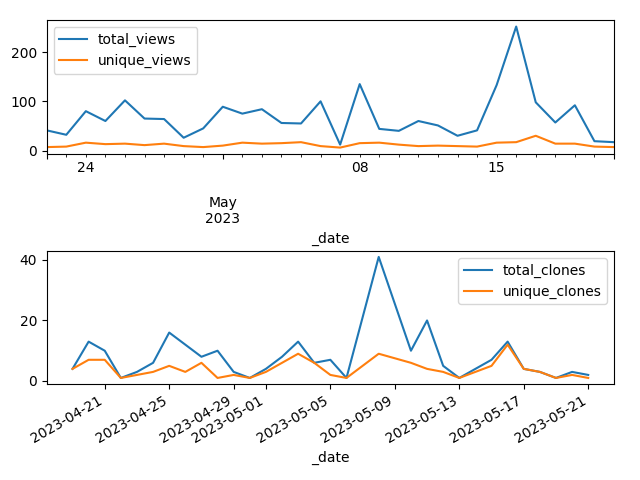 total_views
unique_views
200
100
0
24
08
15
May
2023
_date
total_clones
unique_clones
40
20
0
2023-04-21
2023-04-25
2023-04-29
2023-05-01
2023-05-05
2023-05-09
2023-05-13
2023-05-17
2023-05-21
_date